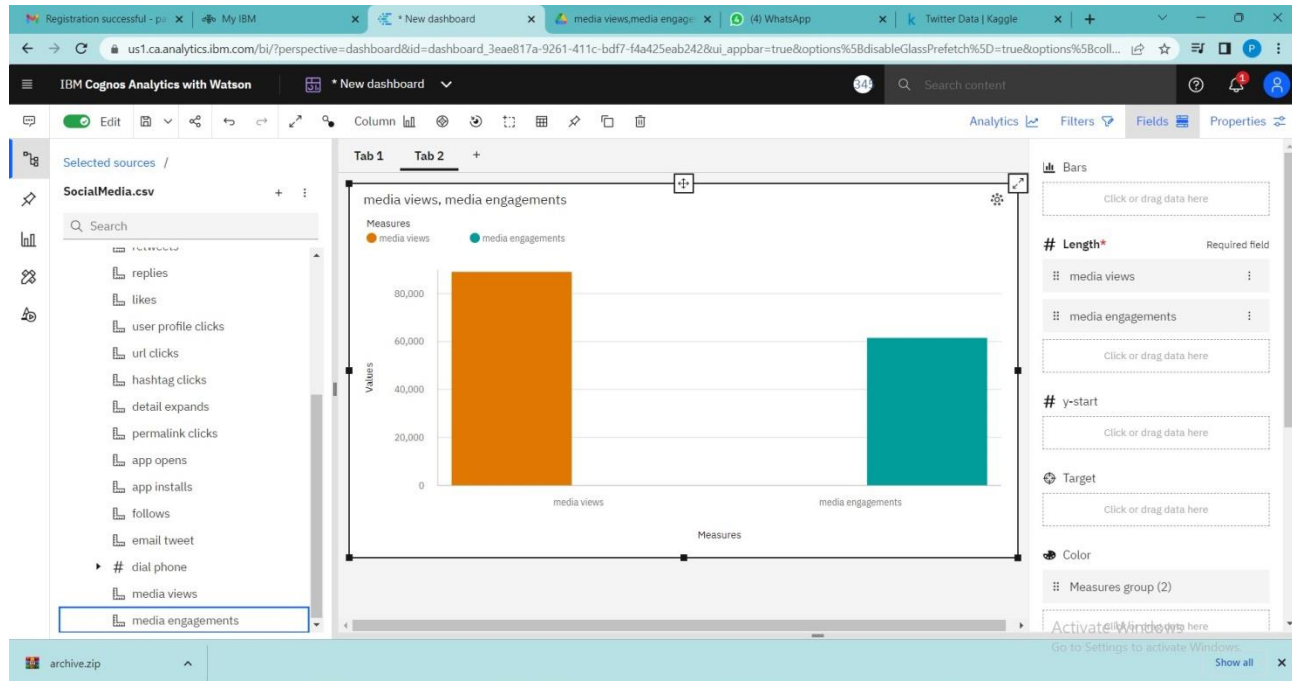 Registration successful - pa
My IBM
* New dashboard
media views,media engage
(4) WhatsApp
Twitter Data | Kaggle
us1.ca.analytics.ibm.com/bi/?perspective=dashboard&id=dashboard_3eae817a-9261-411c-bdf7-f4a425eab242&ui_appbar=true&options%5BdisableGlassPrefetch%5D=true&options%5Bcoll...
P
IBM Cognos Analytics with Watson
* New dashboard
Search content
1
Edit
Column
Analytics
Filters
Fields
Properties
Selected sources /
SocialMedia.csv
Search
retweets
replies
likes
user profile clicks
url clicks
hashtag clicks
detail expands
permalink clicks
app opens
app installs
follows
email tweet
# dial phone
media views
media engagements
Tab 1 Tab 2 +
media views, media engagements
Measures
media views media engagements
80,000
60,000
40,000
20,000
0
Values
media views media engagements
Measures
Bars
Click or drag data here
# Length* Required field
media views
media engagements
Click or drag data here
# y-start
Click or drag data here
Target
Click or drag data here
Color
Measures group (2)
Activate Windows
Go to Settings to activate Windows.
archive.zip
Show all